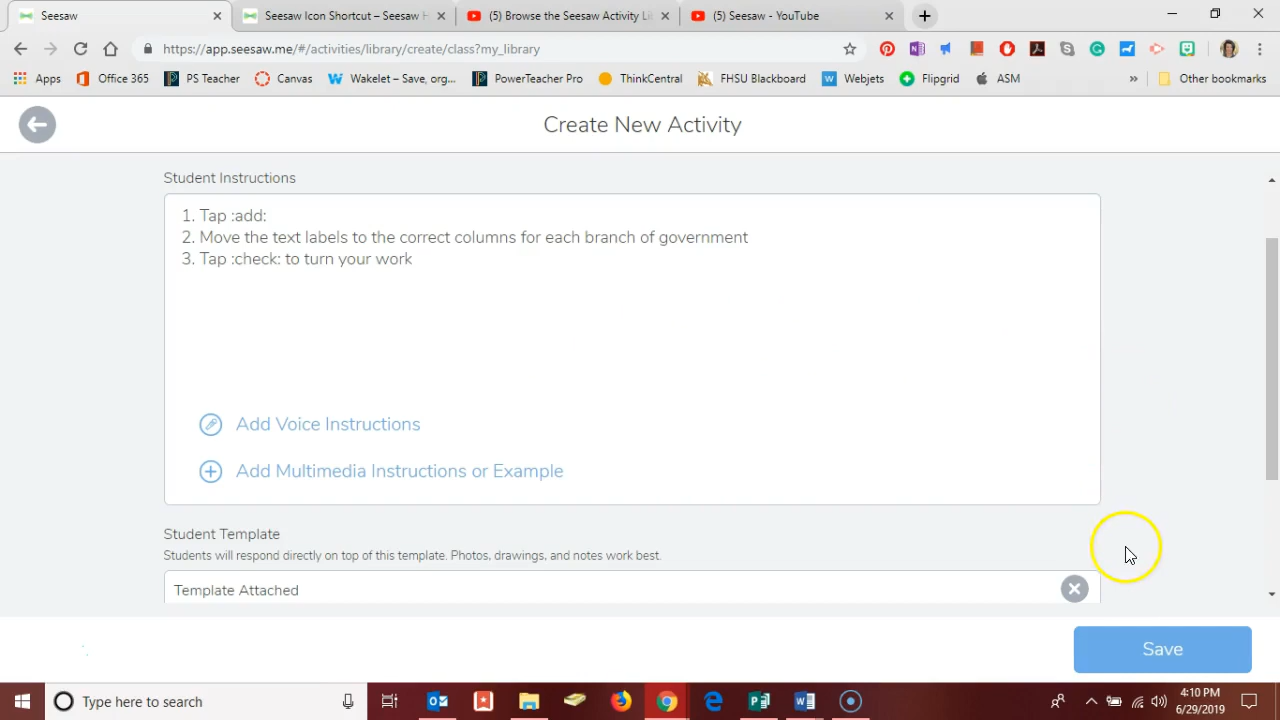 Seesaw
Seesaw Icon Shortcut – Seesaw H
(5) Browse the Seesaw Activity Li
(5) Seesaw - YouTube
https://app.seesaw.me/#/activities/library/create/class?my_library
Apps
Office 365
PS Teacher
Canvas
Wakelet – Save, org...
PowerTeacher Pro
ThinkCentral
FHSU Blackboard
Webjets
Flipgrid
ASM
»
Other bookmarks
Create New Activity
Student Instructions
1. Tap :add:
2. Move the text labels to the correct columns for each branch of government
3. Tap :check: to turn your work
Add Voice Instructions
Add Multimedia Instructions or Example
Student Template
Students will respond directly on top of this template. Photos, drawings, and notes work best.
Template Attached
Save
Type here to search
4:10 PM
6/29/2019